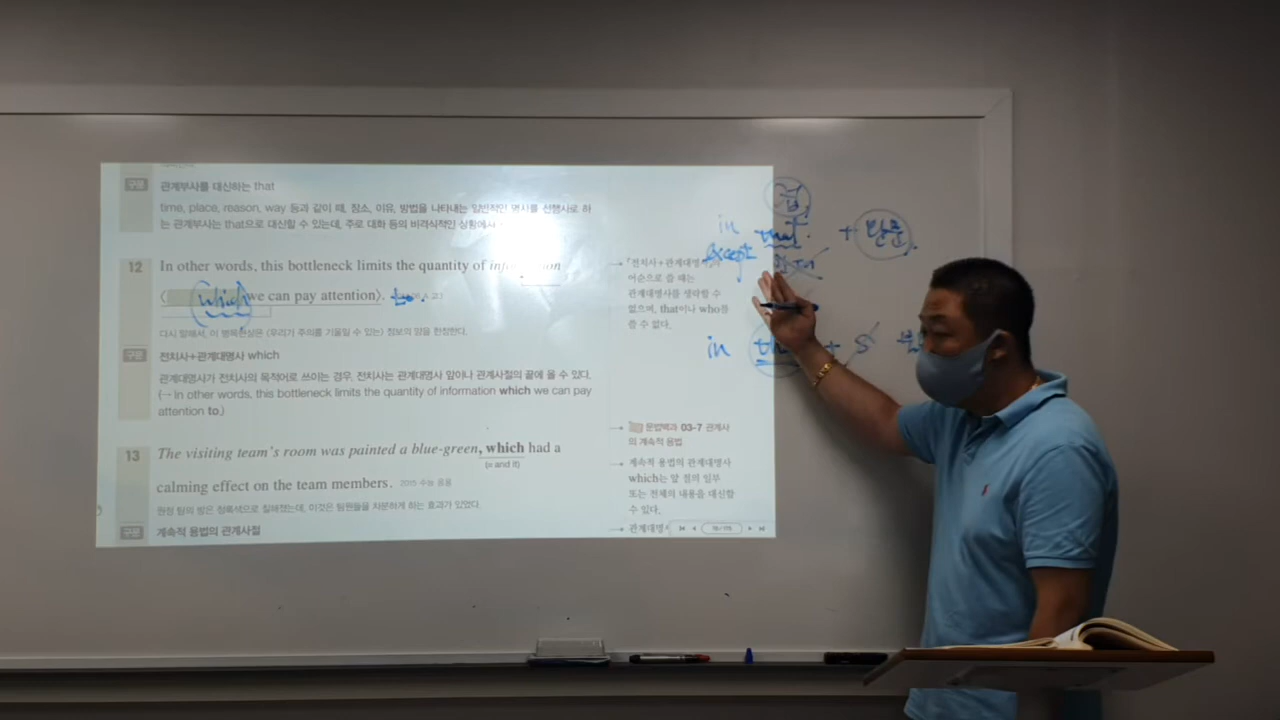 구문 관계부사를 대신하는 that
time, place, reason, way 등과 같이 때, 장소, 이유, 방법을 나타내는 일반적인 명사를 선행사로 하
는 관계부사는 that으로 대신할 수 있는데, 주로 대화 등의 비격식적인 상황에서
12 In other words, this bottleneck limits the quantity of information
which we can pay attention. to.
다시 말해서, 이 병목현상은 (우리가 주의를 기울일 수 있는) 정보의 양을 한정한다.
구문 전치사+관계대명사 which
관계대명사가 전치사의 목적어로 쓰이는 경우, 전치사는 관계대명사 앞이나 관계사절의 끝에 올 수 있다.
(→ In other words, this bottleneck limits the quantity of information which we can pay
attention to.)
13 The visiting team's room was painted a blue-green, which had a
(= and it)
calming effect on the team members. 2015 수능 응용
원정 팀의 방은 청록색으로 칠해졌는데, 이것은 팀원들을 차분하게 하는 효과가 있었다.
구문 계속적 용법의 관계사절
→ 「전치사+관계대명
어순으로 쓸 때는
관계대명사를 생략할 수
없으며, that이나 who를
쓸 수 없다.
→ 문법백과 03-7 관계사
의 계속적 용법
→ 계속적 용법의 관계대명사
which는 앞 절의 일부
또는 전체의 내용을 대신할
수 있다.
→ 관계대명
접
in that +
except
in + S